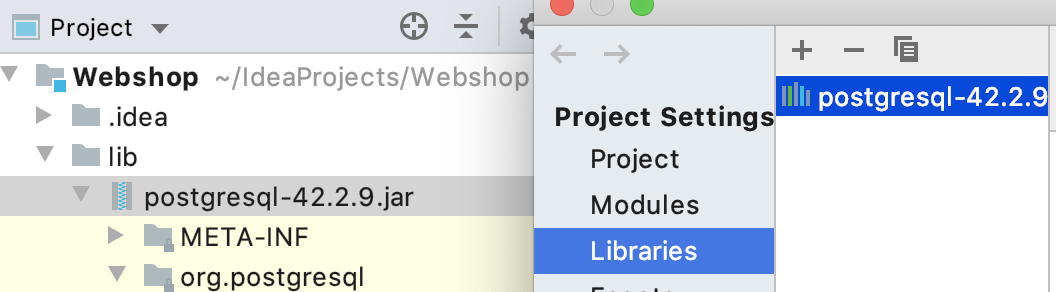 Project
Webshop ~/IdeaProjects/Webshop
.idea
lib
postgresql-42.2.9.jar
META-INF
org.postgresql
Project Settings
Project
Modules
Libraries
postgresql-42.2.9